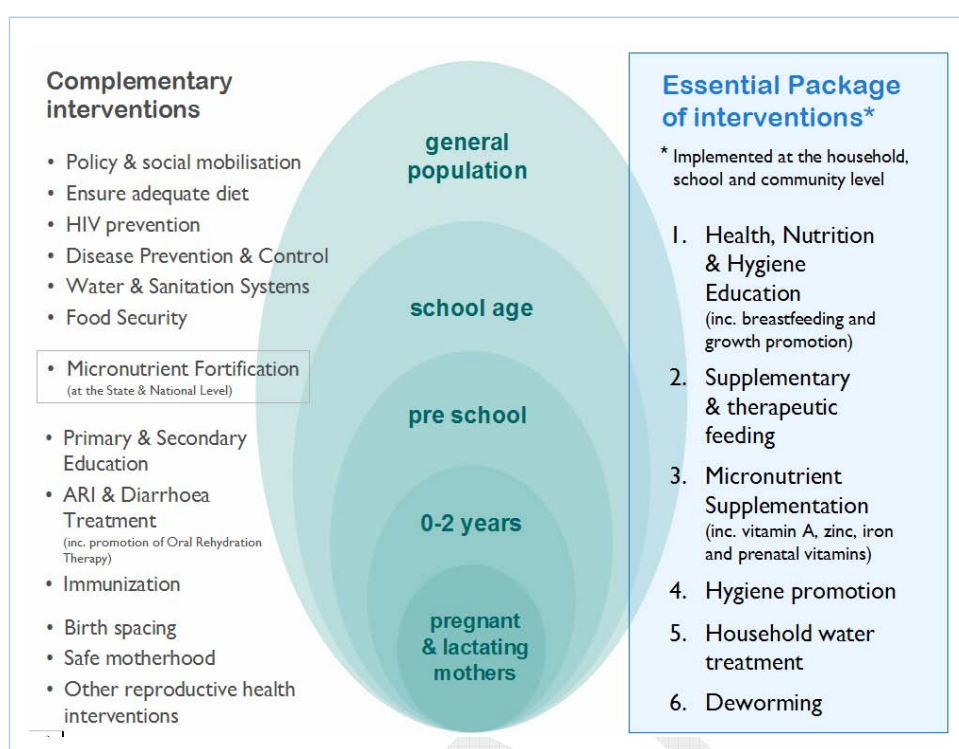 Complementary
interventions
• Policy & social mobilisation
• Ensure adequate diet
• HIV prevention
• Disease Prevention & Control
• Water & Sanitation Systems
• Food Security
• Micronutrient Fortification
(at the State & National Level)
• Primary & Secondary
Education
• ARI & Diarrhoea
Treatment
(inc. promotion of Oral Rehydration
Therapy)
• Immunization
• Birth spacing
• Safe motherhood
• Other reproductive health
interventions
general
population
school age
pre school
0-2 years
pregnant
& lactating
mothers
Essential Package
of interventions*
* Implemented at the household,
school and community level
1. Health, Nutrition
& Hygiene
Education
(inc. breastfeeding and
growth promotion)
2. Supplementary
& therapeutic
feeding
3. Micronutrient
Supplementation
(inc. vitamin A, zinc, iron
and prenatal vitamins)
4. Hygiene promotion
5. Household water
treatment
6. Deworming